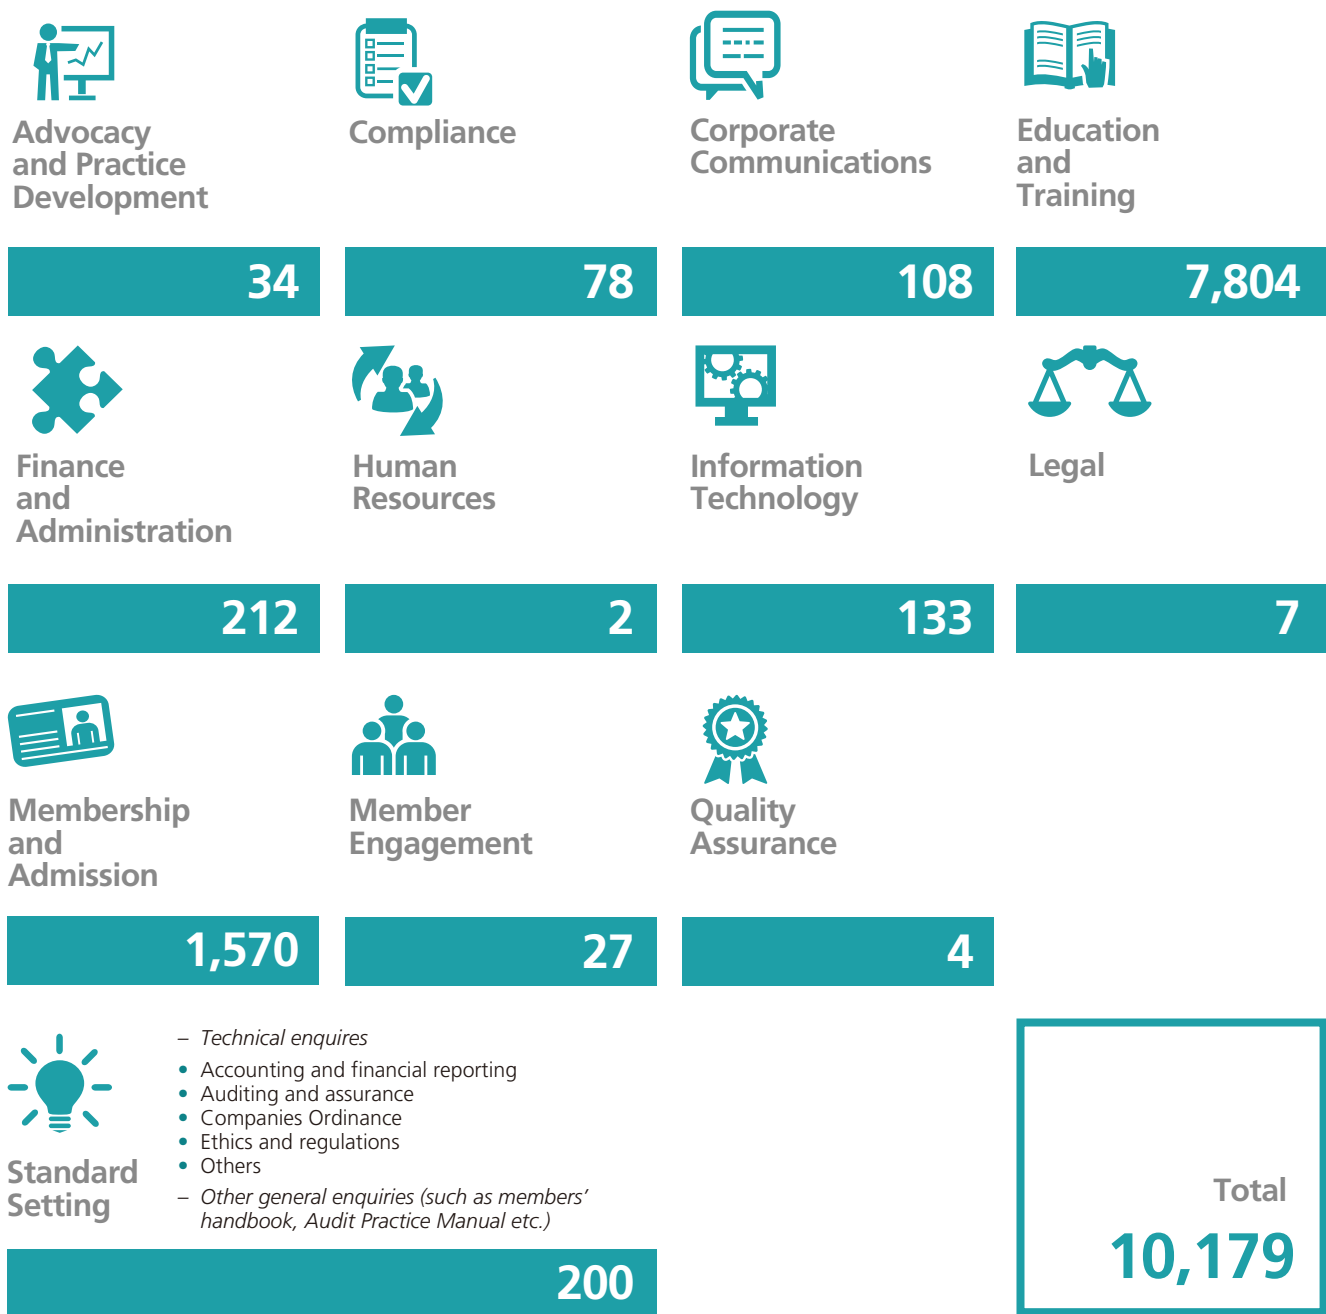 Advocacy
and Practice
Development
34
Compliance
78
Corporate
Communications
108
Education
and
Training
7,804
Finance
and
Administration
212
Human
Resources
2
Information
Technology
133
Legal
7
Membership
and
Admission
1,570
Member
Engagement
27
Quality
Assurance
4
Standard
Setting
– Technical enquires
• Accounting and financial reporting
• Auditing and assurance
• Companies Ordinance
• Ethics and regulations
• Others
– Other general enquiries (such as members’
handbook, Audit Practice Manual etc.)
200
Total
10,179